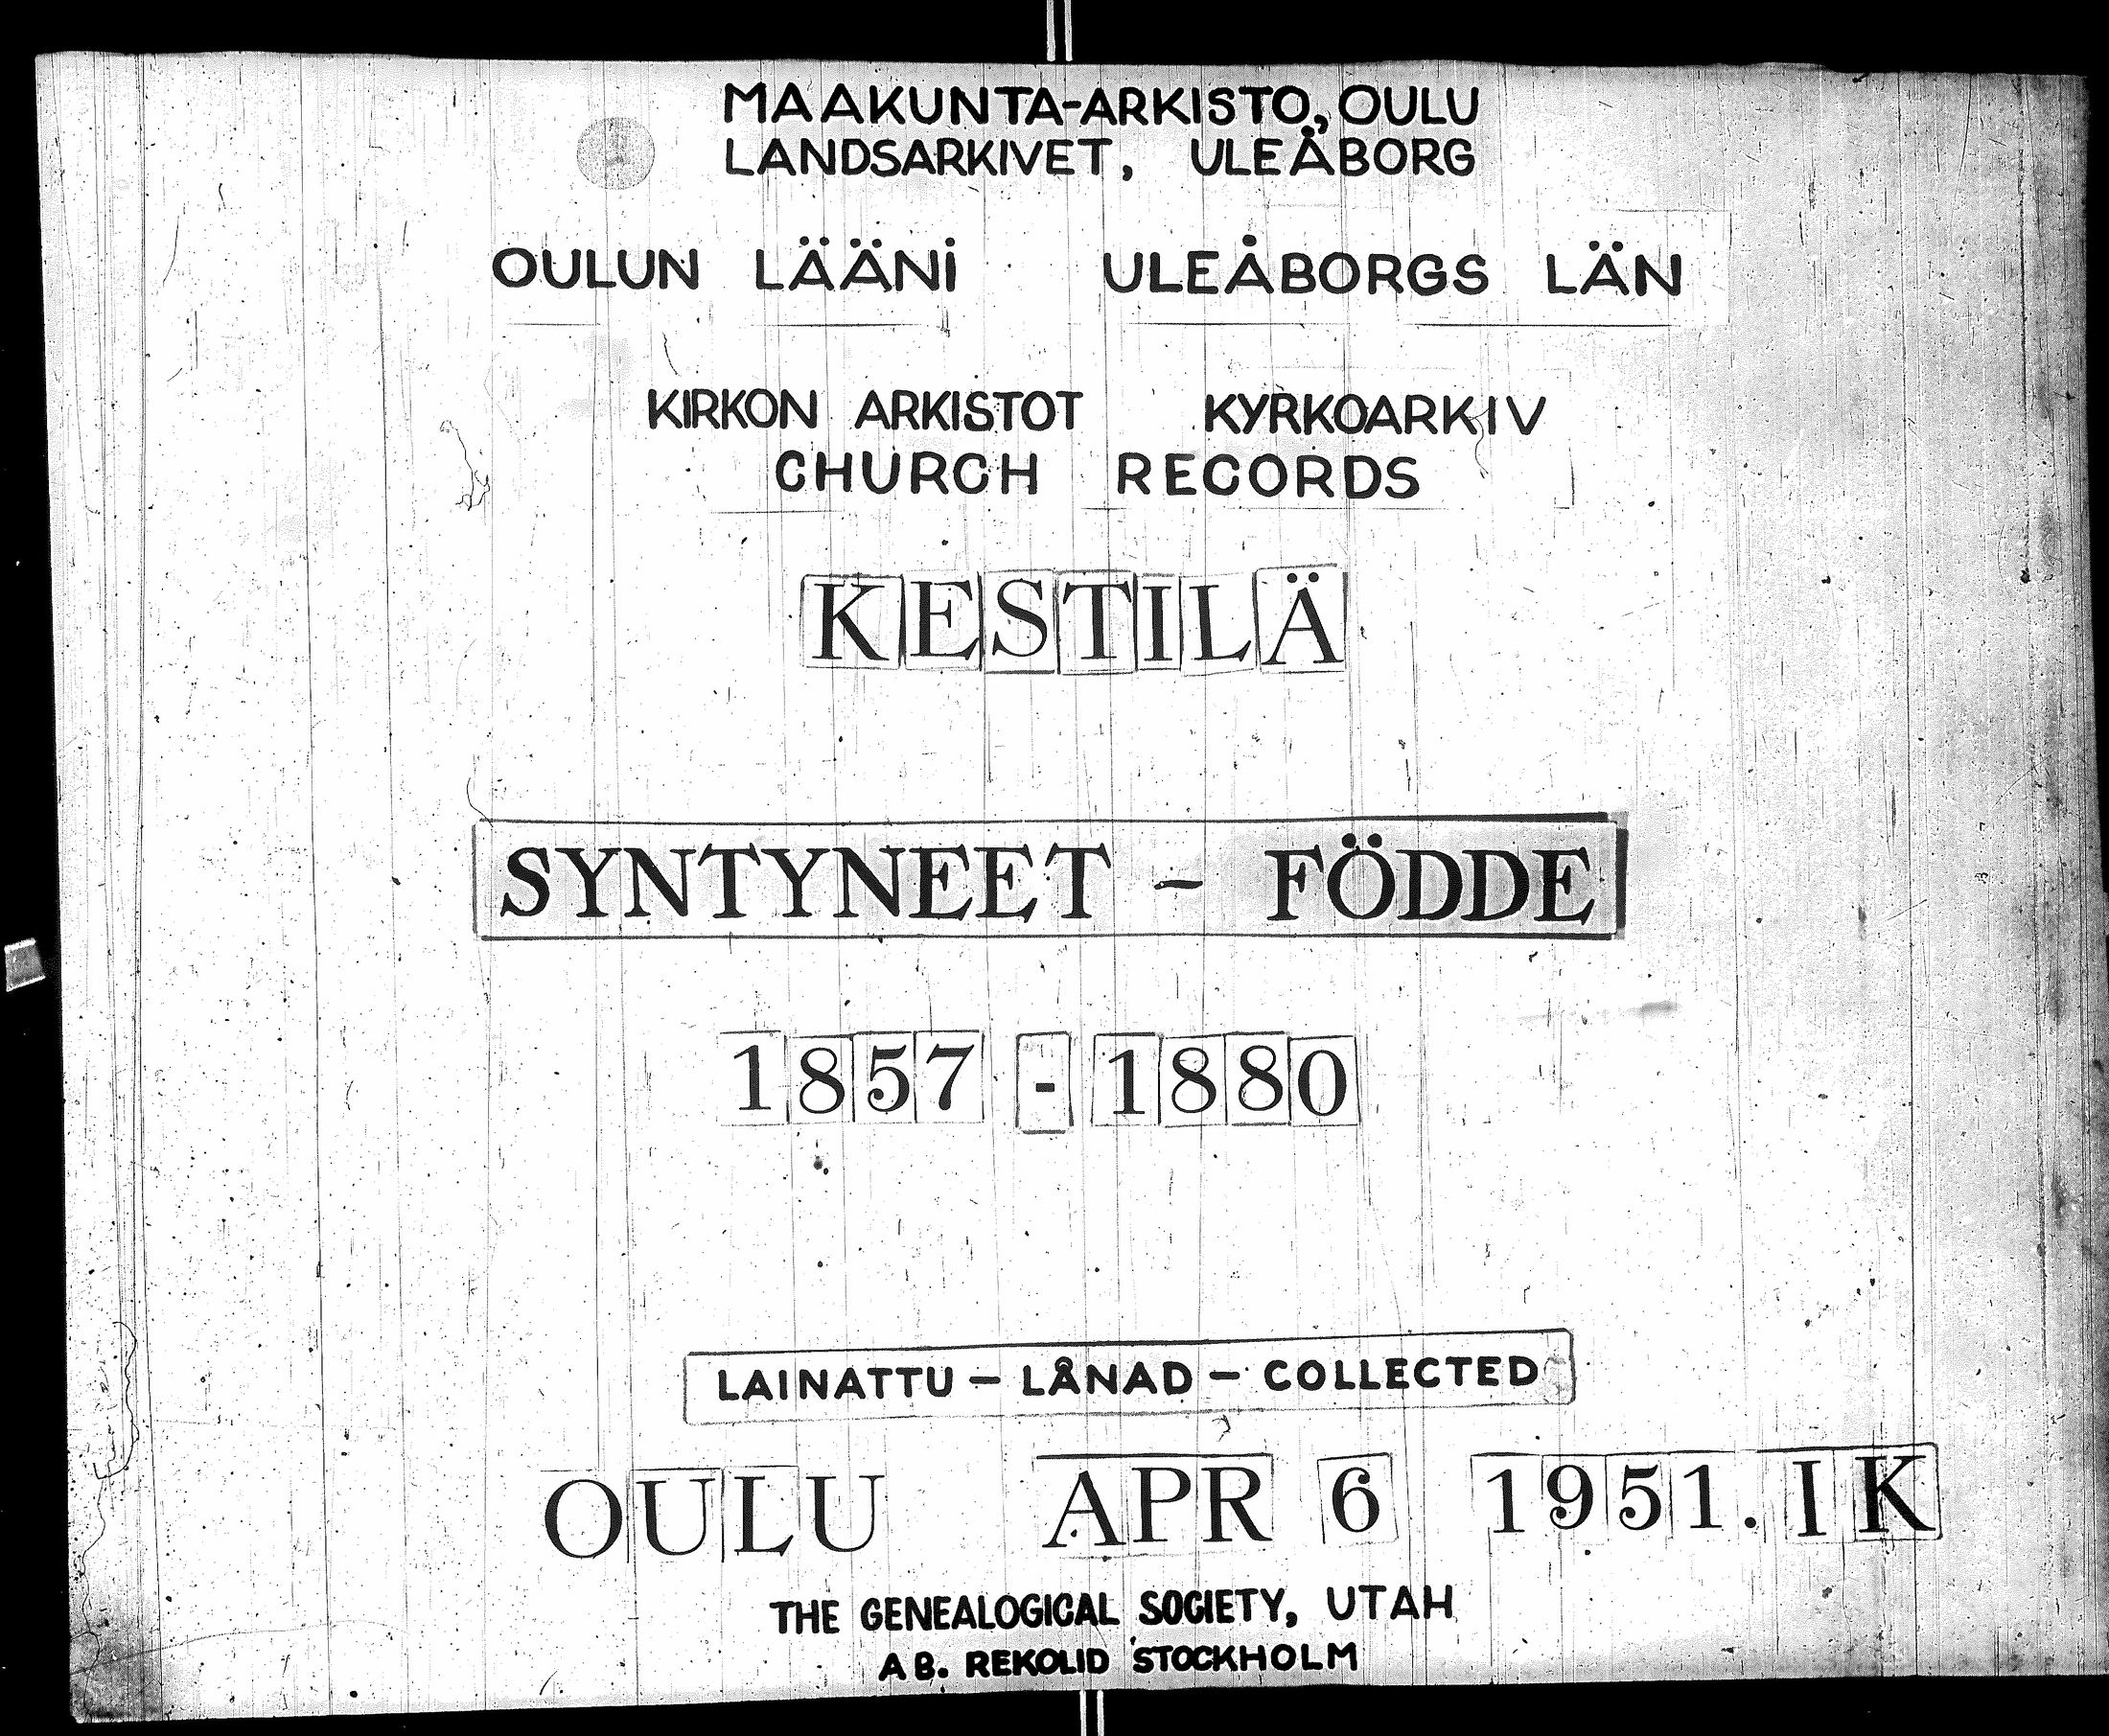 MAAKUNTA-ARKISTO, OULU
LANDSARKIVET, ULEÅBORG
OULUN LÄÄNI ULEÅBORGS LÄN
KIRKON ARKISTOT KYRKOARKIV
CHURCH RECORDS
KESTILÄ
SYNTYNEET - FÖDDE
1857 - 1880
LAINATTU - LÅNAD - COLLECTED
OULU APR 6 1951. IK
THE GENEALOGICAL SOCIETY, UTAH
AB. REKOLID STOCKHOLM